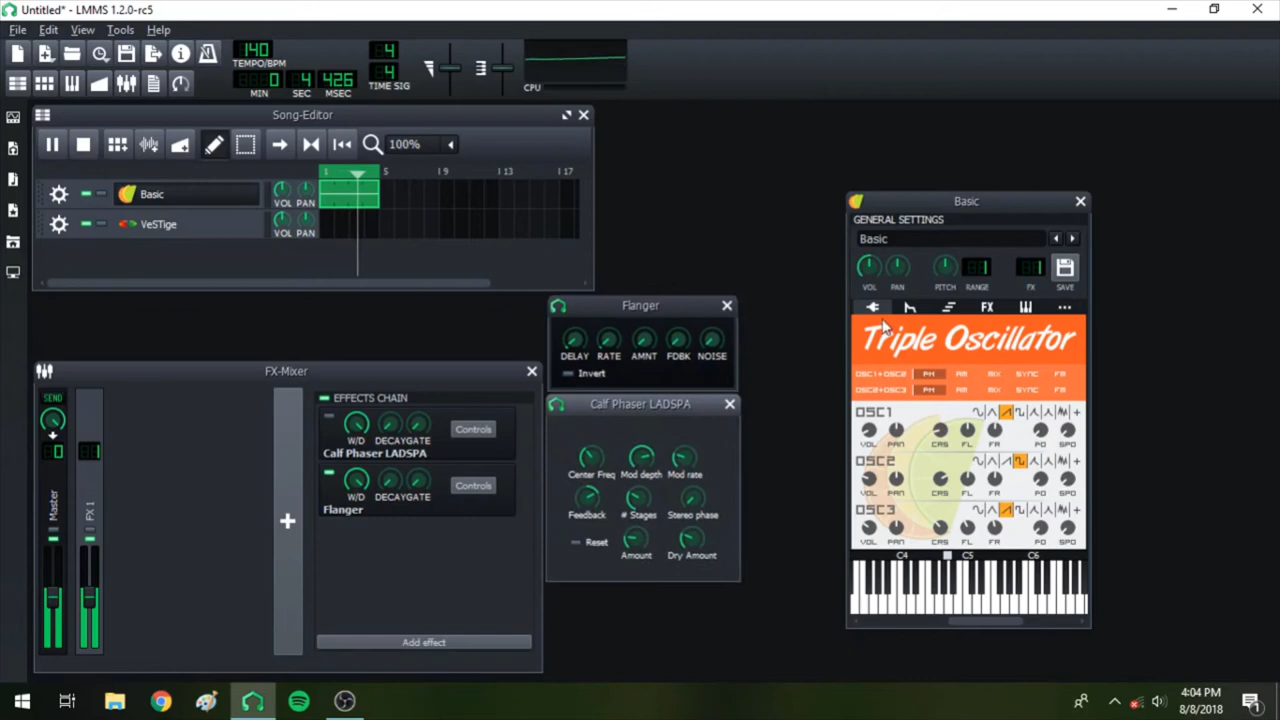 Untitled* - LMMS 1.2.0-rc5
File Edit View Tools Help
140
TEMPO/BPM
0 4 426
MIN SEC MSEC
4
4
TIME SIG
CPU
Song-Editor
100%
1 5 9 13 17
Basic
VOL PAN
VeSTige
VOL PAN
FX-Mixer
SEND
0 1
Master
FX 1
EFFECTS CHAIN
W/D DECAY GATE
Controls
Calf Phaser LADSPA
W/D DECAY GATE
Controls
Flanger
Add effect
Flanger
DELAY RATE AMNT FDBK NOISE
Invert
Calf Phaser LADSPA
Center Freq Mod depth Mod rate
Feedback # Stages Stereo phase
Reset
Amount Dry Amount
Basic
GENERAL SETTINGS
Basic
1 1
VOL PAN PITCH RANGE FX SAVE
FX
Triple Oscillator
OSC1+OSC2 PM AM MIX SYNC FM
OSC2+OSC3 PM AM MIX SYNC FM
OSC1
VOL PAN CRS FL FR PO SPO
OSC2
VOL PAN CRS FL FR PO SPO
OSC3
VOL PAN CRS FL FR PO SPO
C4 C5 C6
4:04 PM
8/8/2018
1